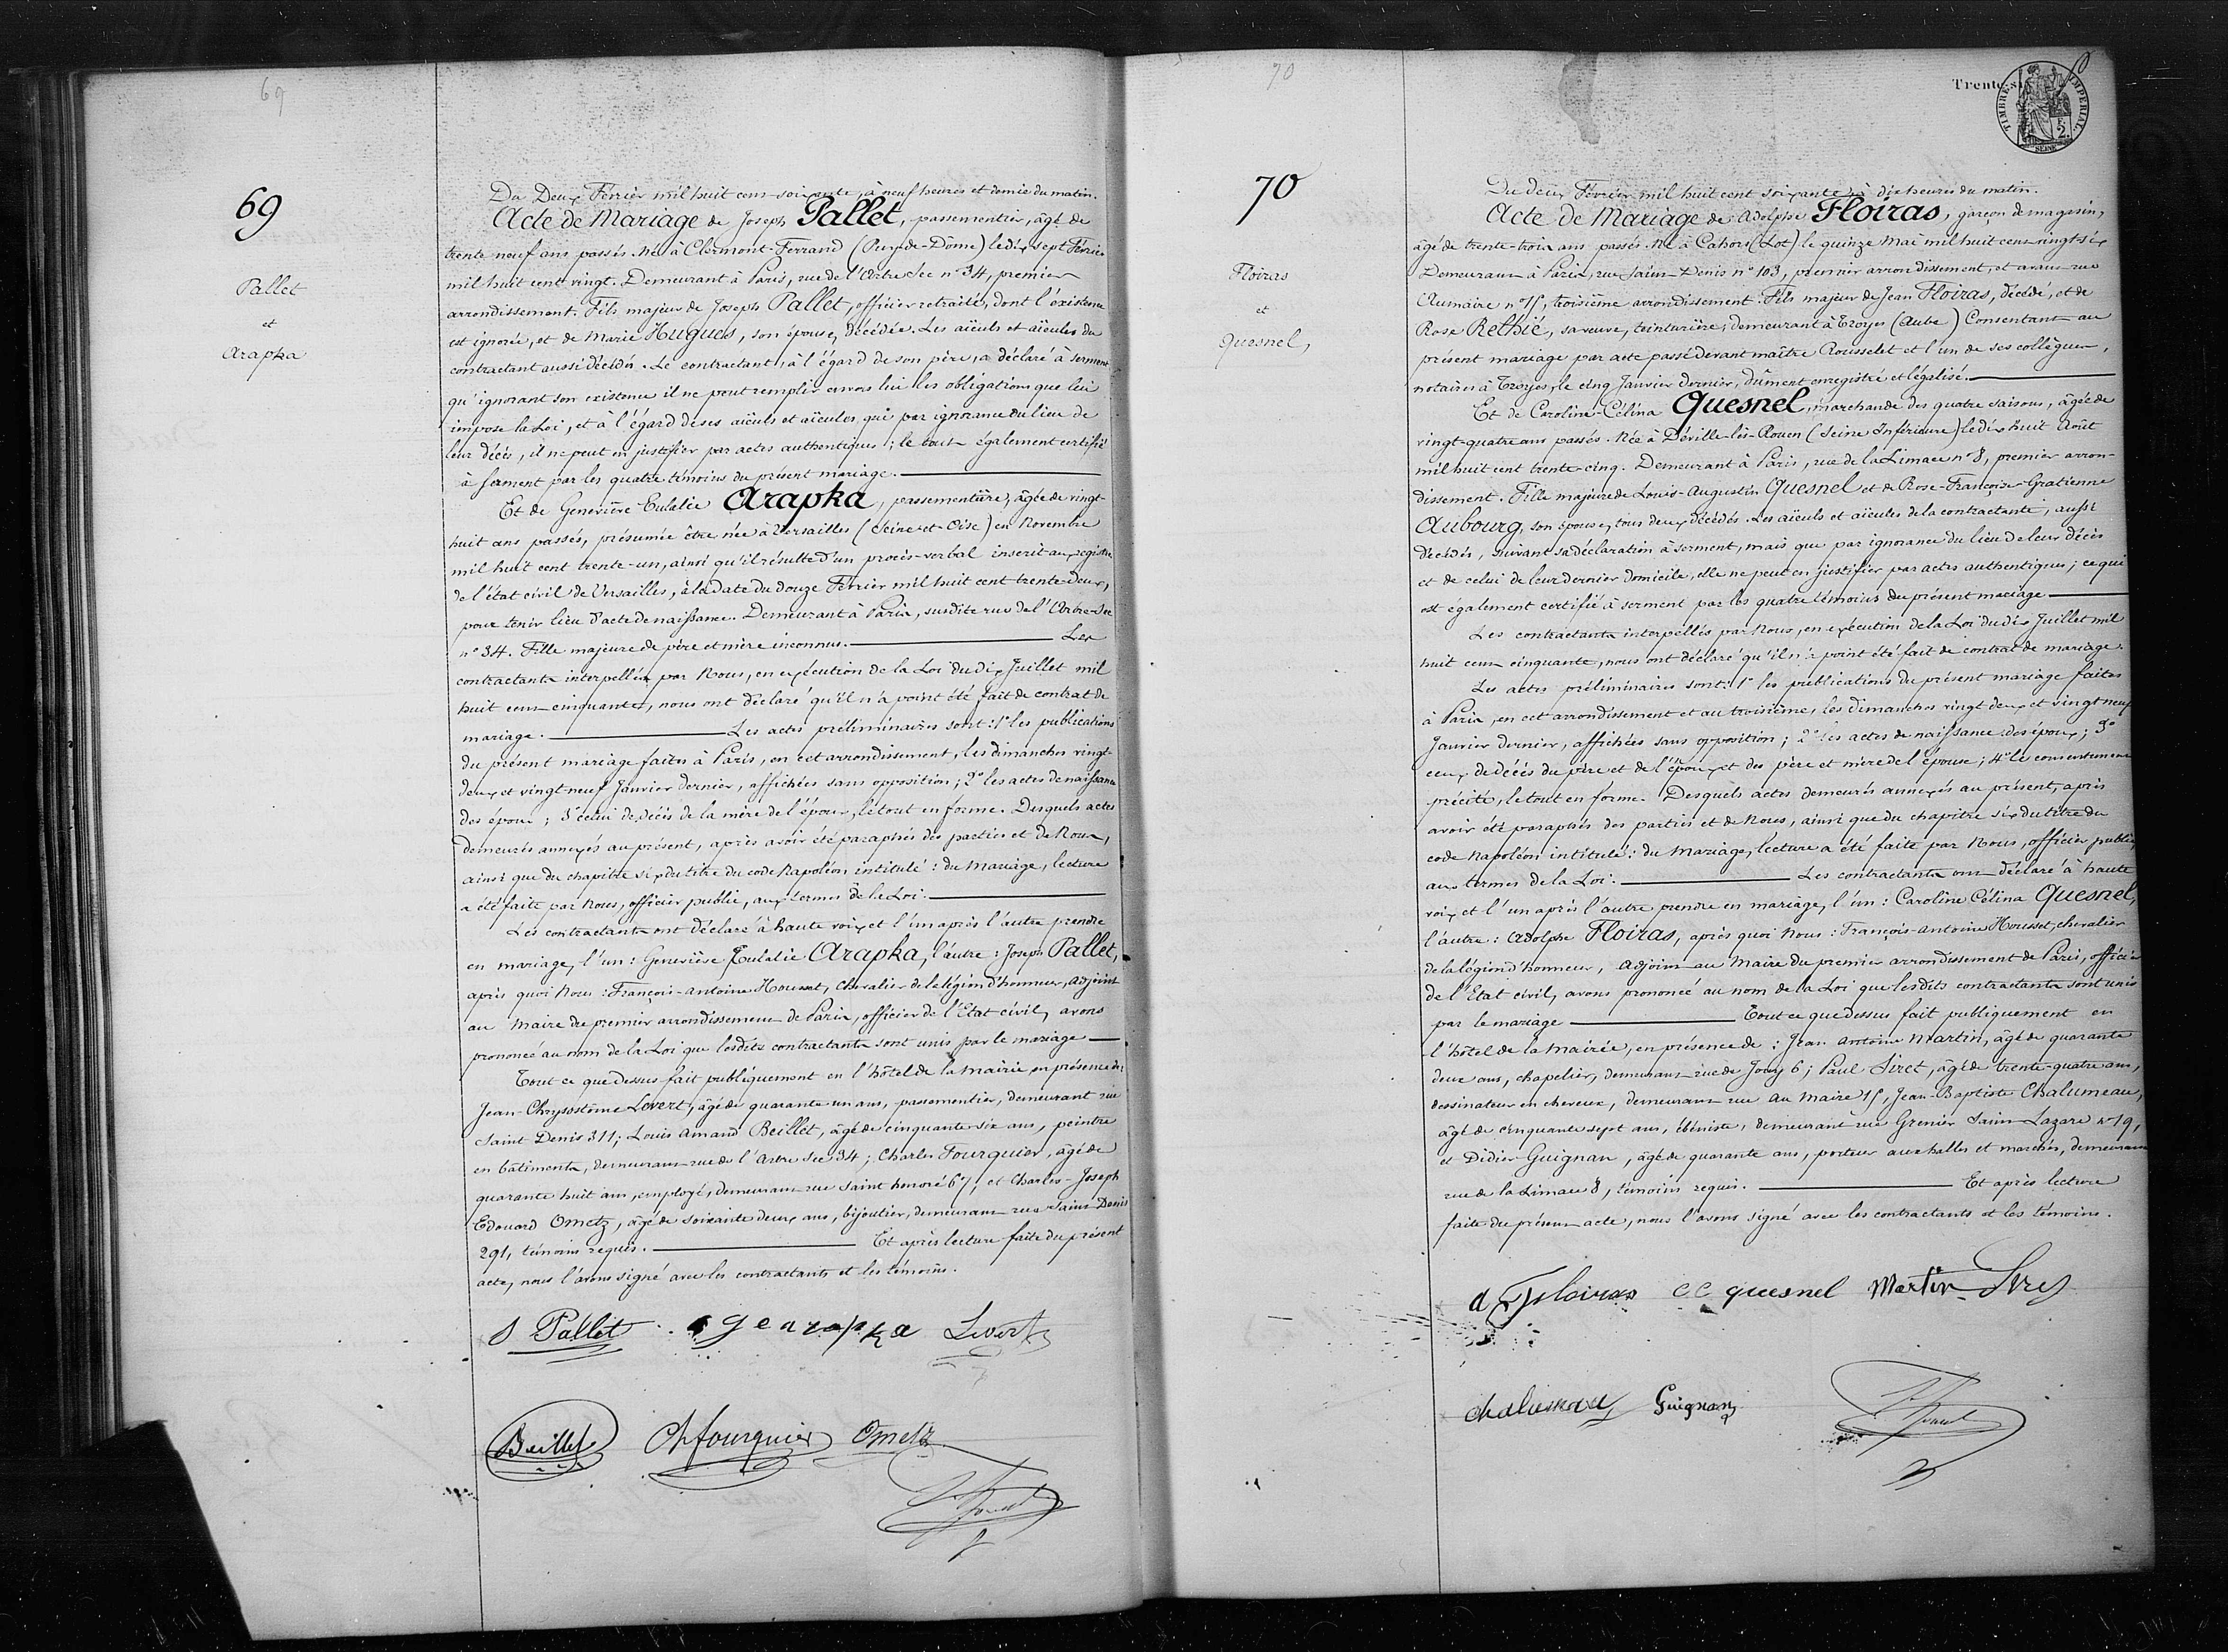 69
69
Pallet
et
Arapka
Du Deux Février mil huit cent soixante, à neuf heures et demie du matin.
Acte de Mariage de Joseph Pallet, passementier, âgé de
trente neuf ans passés. Né à Clermont-Ferrand (Puy-de-Dôme) le dix sept Février
mil huit cent vingt. Demeurant à Paris, rue de l'Arbre Sec n° 34, premier
arrondissement. Fils majeur de Joseph Pallet, officier retraité, dont l'existence
est ignorée, et de Marie Hugues, son épouse, décédée. Les aïeuls et aïeules du
contractant aussi décédés. Le contractant, à l'égard de son père, a déclaré à serment
qu'ignorant son existence il ne peut remplir envers lui les obligations que lui
impose la Loi, et à l'égard de ses aïeuls et aïeules, que par ignorance du lieu de
leur décès, il ne peut en justifier par actes authentiques; le tout également certifié
à serment par les quatre témoins du présent mariage.
Et de Geneviève Eulalie Arapka, passementière, âgée de vingt-
huit ans passés, présumée être née à Versailles (Seine-et-Oise) en Novembre
mil huit cent trente-un, ainsi qu'il résulte d'un procès-verbal inscrit aux registres
de l'état civil de Versailles, à la date du douze Février mil huit cent trente deux,
pour tenir lieu d'acte de naissance. Demeurant à Paris, susdite rue de l'Arbre-Sec
n° 34. Fille majeure de père et mère inconnus. Les
contractants interpellés par Nous, en exécution de la Loi du dix Juillet mil
huit cent cinquante, nous ont déclaré qu'il n'a point été fait de contrat de
mariage. Les actes préliminaires sont: 1° les publications
du présent mariage faites à Paris, en cet arrondissement, les dimanches vingt-
deux et vingt-neuf Janvier dernier, affichées sans opposition; 2° les actes de naissance
des époux; 3° celui de décès de la mère de l'époux, le tout en forme. Desquels actes
demeurés annexés au présent, après avoir été paraphés des parties et de Nous,
ainsi que du chapitre six du titre du code Napoléon intitulé: du Mariage, lecture
a été faite par Nous, officier public, aux termes de la Loi.
Les contractants ont déclaré à haute voix et l'un après l'autre prendre
en mariage, l'un: Geneviève Eulalie Arapka, l'autre: Joseph Pallet,
après quoi Nous: François-Antoine Housset, chevalier de la légion d'honneur, Adjoint
au Maire du premier arrondissement de Paris, officier de l'Etat civil, avons
prononcé au nom de la Loi que lesdits contractants sont unis par le mariage
Tout ce que dessus fait publiquement en l'hôtel de la Mairie en présence de
Jean-Chrysostôme Levert, âgé de quarante un ans, passementier, demeurant rue
Saint Denis 311; Louis Amand Beillet, âgé de cinquante six ans, peintre
en bâtiments, demeurant rue de l'Arbre Sec 34; Charles Fourquier, âgé de
quarante huit ans, employé, demeurant rue Saint honoré 67; et Charles-Joseph
Edouard Ometz, âgé de soixante deux ans, bijoutier, demeurant rue Saint Denis
291, témoins requis. Et après lecture faite du présent
acte, nous l'avons signé avec les contractants et les témoins.
J Pallet g e arapka Levert
Beillet Ch fourquier Ometz
70
70
Floiras
et
Quesnel,
Trente
TIMBRE IMPERIAL
2
SEINE
Du deux Février mil huit cent soixante à dix heures du matin.
Acte de Mariage de Adolphe Floiras, garçon de magasin,
âgé de trente-trois ans passés. Né à Cahors (Lot) le quinze Mai mil huit cent vingt-six
Demeurant à Paris, rue Saint-Denis n° 103, premier arrondissement, et avant rue
Aumaire n° 15, troisième arrondissement. Fils majeur de Jean Floiras, décédé, et de
Rose Rethié, sa veuve, teinturière, demeurant à Troyes (Aube) Consentant au
présent mariage par acte passé devant maître Rousselet et l'un de ses collègues,
notaires à Troyes, le cinq Janvier dernier, dûment enregistré et légalisé.
Et de Caroline-Célina Quesnel, marchande des quatre saisons, âgée de
vingt-quatre ans passés. Née à Déville-lès-Rouen (Seine Inférieure) le dix huit Août
mil huit cent trente-cinq. Demeurant à Paris, rue de la Limace n° 8, premier arron-
dissement. Fille majeure de Louis-Augustin Quesnel et de Rose-Françoise-Gratienne
Aubourg, son épouse, tous deux décédés. Les aïeuls et aïeules de la contractante, aussi
décédés, suivant sa déclaration à serment, mais que par ignorance du lieu de leur décès
et de celui de leur dernier domicile, elle ne peut en justifier par actes authentiques; ce qui
est également certifié à serment par les quatre témoins du présent mariage
Les contractants interpellés par Nous, en exécution de la Loi du dix Juillet mil
huit cent cinquante, nous ont déclaré qu'il n'a point été fait de contrat de mariage.
Les actes préliminaires sont: 1° les publications du présent mariage faites
à Paris, en cet arrondissement et au troisième, les dimanches vingt deux et vingt neuf
Janvier dernier, affichées sans opposition; 2° les actes de naissance des époux; 3°
ceux de décès du père et de l'époux et des père et mère de l'épouse; 4° le consentement
précité, le tout en forme. Desquels actes demeurés annexés au présent, après
avoir été paraphés des parties et de Nous, ainsi que du chapitre six du titre du
code Napoléon intitulé: du Mariage, lecture a été faite par Nous, officier public,
aux termes de la Loi. Les contractants ont déclaré à haute
voix et l'un après l'autre prendre en mariage, l'un: Caroline Célina Quesnel,
l'autre: Adolphe Floiras, après quoi Nous: François-Antoine Housset, chevalier
de la légion d'honneur, Adjoint au Maire du premier arrondissement de Paris, officier
de l'Etat civil, avons prononcé au nom de la Loi que lesdits contractants sont unis
par le mariage Tout ce que dessus fait publiquement en
l'hôtel de la Mairie, en présence de: Jean Antoine Martin, âgé de quarante
deux ans, chapelier, demeurant rue de Jouy 6; Paul Siret, âgé de trente-quatre ans,
dessinateur en cheveux, demeurant rue au Maire 15, Jean-Baptiste Chalumeau,
âgé de cinquante sept ans, ébéniste, demeurant rue Grenier Saint Lazare n° 19,
et Didier Guignan, âgé de quarante ans, porteur aux halles et marchés, demeurant
rue de la Limace 8, témoins requis. Et après lecture
faite du présent acte, nous l'avons signé avec les contractants et les témoins.
a Floiras c c quesnel Martin Siret
chalumeau Guignan